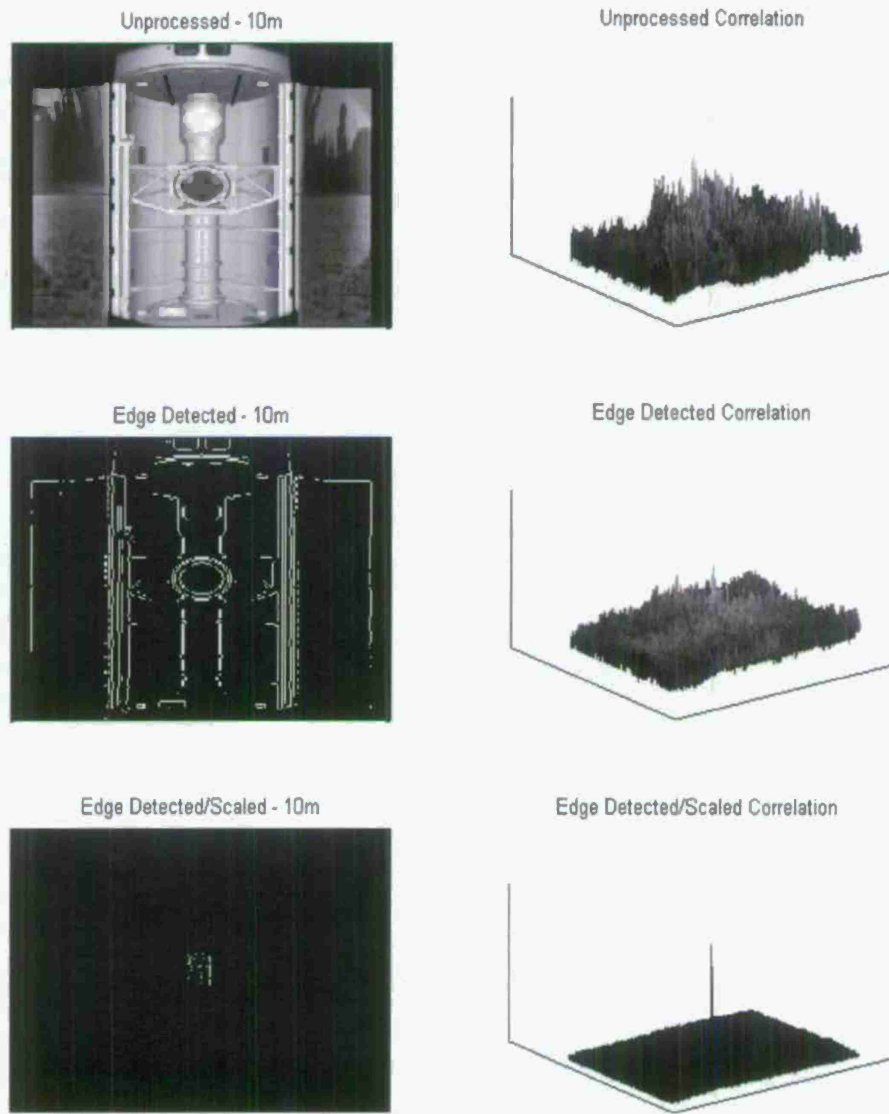 Unprocessed - 10m
Unprocessed Correlation
Edge Detected - 10m
Edge Detected Correlation
Edge Detected/Scaled - 10m
Edge Detected/Scaled Correlation